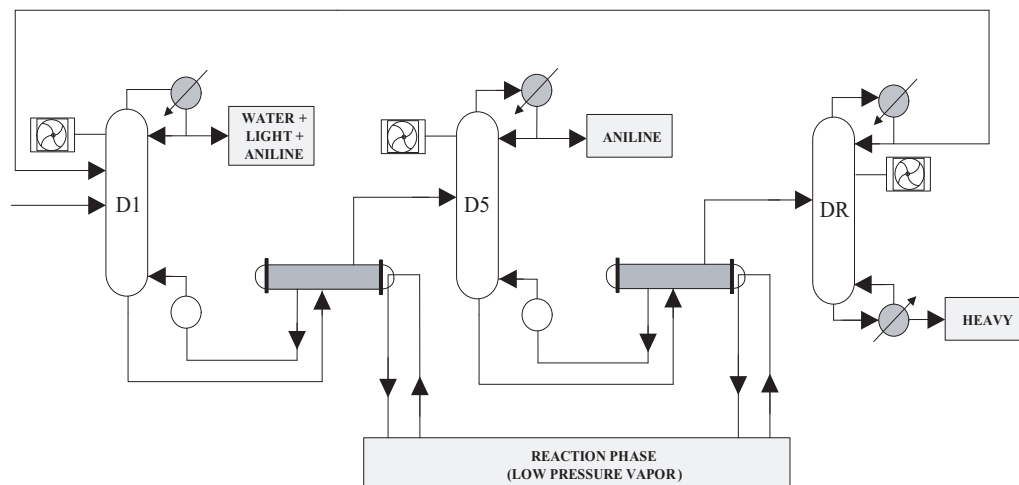 WATER +
LIGHT +
ANILINE
ANILINE
D1
D5
DR
HEAVY
REACTION PHASE
(LOW PRESSURE VAPOR)